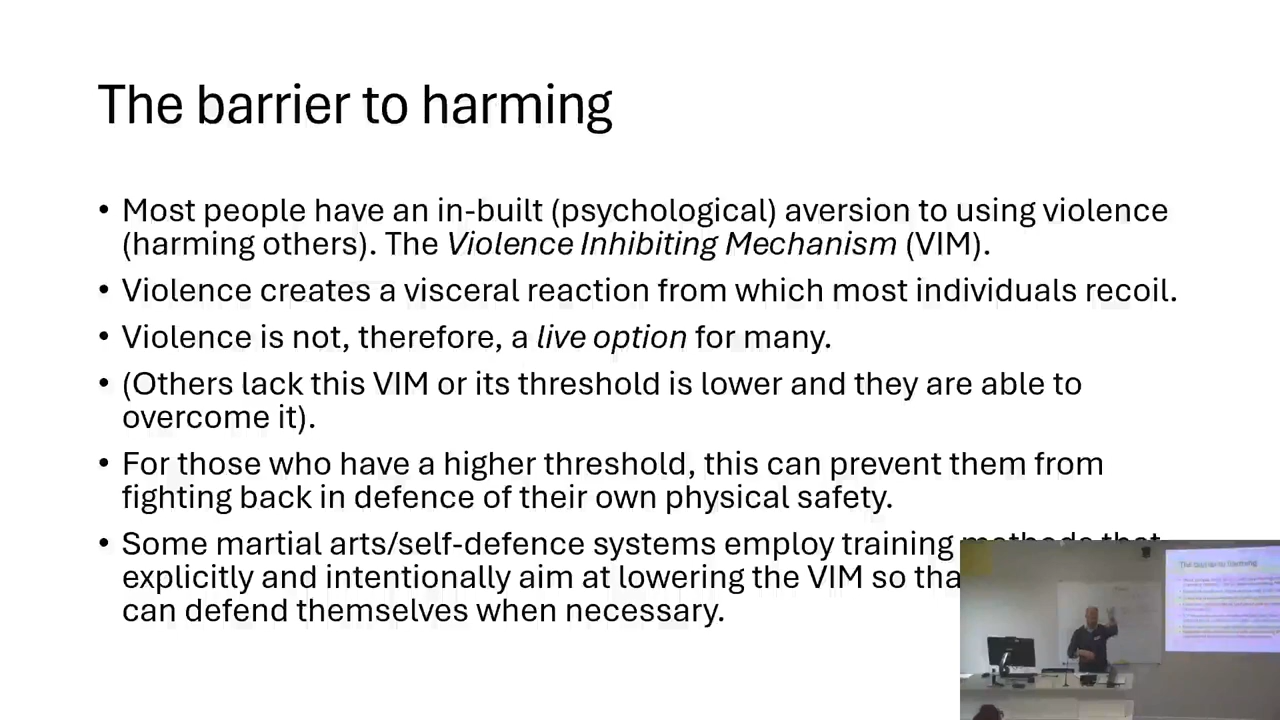 The barrier to harming
• Most people have an in-built (psychological) aversion to using violence
(harming others). The Violence Inhibiting Mechanism (VIM).
• Violence creates a visceral reaction from which most individuals recoil.
• Violence is not, therefore, a live option for many.
• (Others lack this VIM or its threshold is lower and they are able to
overcome it).
• For those who have a higher threshold, this can prevent them from
fighting back in defence of their own physical safety.
• Some martial arts/self-defence systems employ training methods that
explicitly and intentionally aim at lowering the VIM so
can defend themselves when necessary.
The barrier to harming